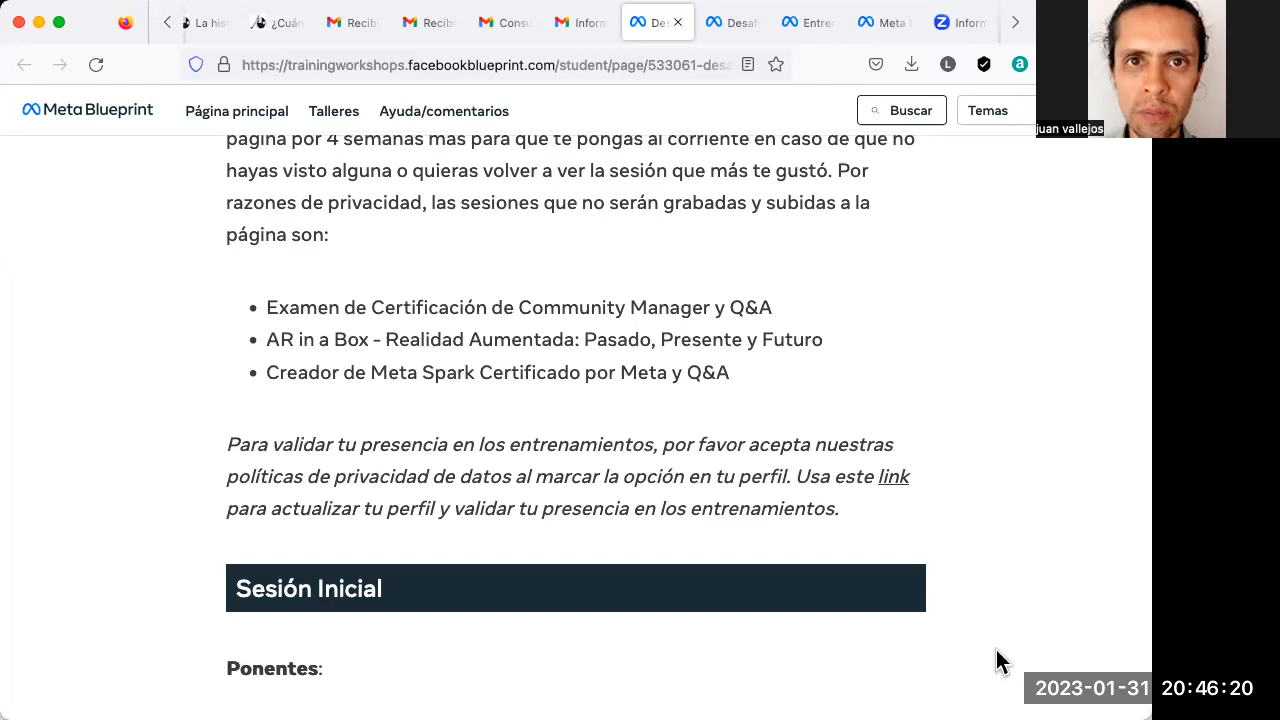 La his
¿Cuán
Recib
Recib
Consu
Inform
Des
Desaf
Entrer
Meta
Inform
https://trainingworkshops.facebookblueprint.com/student/page/533061-desa
Meta Blueprint
Página principal
Talleres
Ayuda/comentarios
Buscar
Temas
juan vallejos
página por 4 semanas más para que te pongas al corriente en caso de que no
hayas visto alguna o quieras volver a ver la sesión que más te gustó. Por
razones de privacidad, las sesiones que no serán grabadas y subidas a la
página son:
• Examen de Certificación de Community Manager y Q&A
• AR in a Box - Realidad Aumentada: Pasado, Presente y Futuro
• Creador de Meta Spark Certificado por Meta y Q&A
Para validar tu presencia en los entrenamientos, por favor acepta nuestras
políticas de privacidad de datos al marcar la opción en tu perfil. Usa este link
para actualizar tu perfil y validar tu presencia en los entrenamientos.
Sesión Inicial
Ponentes:
2023-01-31 20:46:20